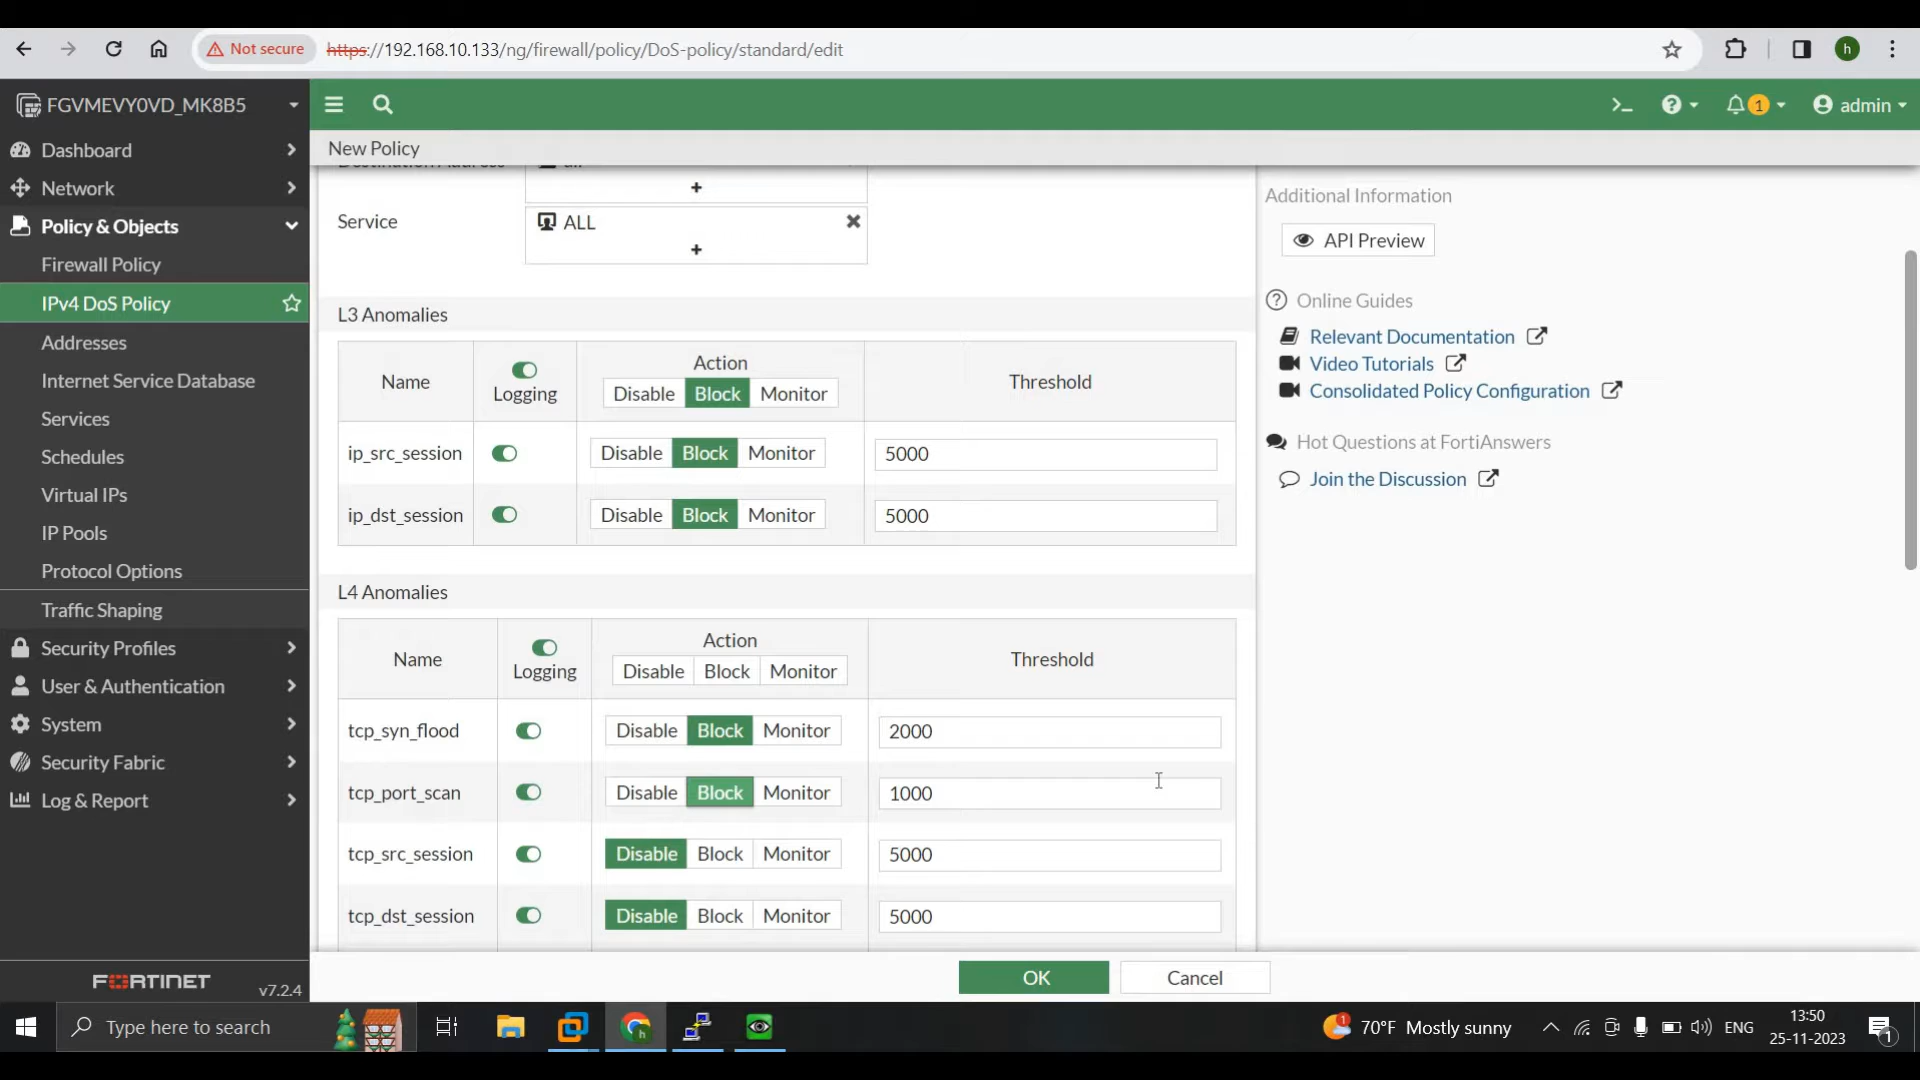 Not secure https://192.168.10.133/ng/firewall/policy/DoS-policy/standard/edit h
FGVMEVY0VD_MK8B5
1 admin
Dashboard
Network
Policy & Objects
Firewall Policy
IPv4 DoS Policy
Addresses
Internet Service Database
Services
Schedules
Virtual IPs
IP Pools
Protocol Options
Traffic Shaping
Security Profiles
User & Authentication
System
Security Fabric
Log & Report
FORTINET v7.2.4
New Policy
Destination Address all
+
Service ALL
+
L3 Anomalies
Name Logging Action Threshold
Disable Block Monitor
ip_src_session Disable Block Monitor 5000
ip_dst_session Disable Block Monitor 5000
L4 Anomalies
Name Logging Action Threshold
Disable Block Monitor
tcp_syn_flood Disable Block Monitor 2000
tcp_port_scan Disable Block Monitor 1000
tcp_src_session Disable Block Monitor 5000
tcp_dst_session Disable Block Monitor 5000
OK Cancel
Additional Information
API Preview
Online Guides
Relevant Documentation
Video Tutorials
Consolidated Policy Configuration
Hot Questions at FortiAnswers
Join the Discussion
Type here to search
1 70°F Mostly sunny
ENG
13:50
25-11-2023
1